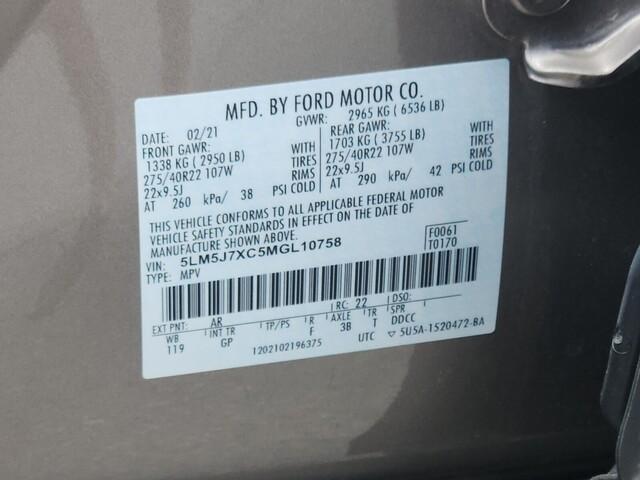 MFD. BY FORD MOTOR CO.
DATE: 02/21 GVWR: 2965 KG ( 6536 LB)
FRONT GAWR: REAR GAWR:
1338 KG ( 2950 LB) 1703 KG ( 3755 LB)
275/40R22 107W TIRES 275/40R22 107W TIRES
22x9.5J RIMS 22x9.5J RIMS
AT 260 kPa/ 38 PSI COLD AT 290 kPa/ 42 PSI COLD
THIS VEHICLE CONFORMS TO ALL APPLICABLE FEDERAL MOTOR
VEHICLE SAFETY STANDARDS IN EFFECT ON THE DATE OF
MANUFACTURE SHOWN ABOVE.
VIN: 5LM5J7XC5MGL10758 F0061
TYPE: MPV T0170
EXT PNT: AR RC: 22 DSO:
WB INT TR TP/PS R AXLE TR SPR
119 GP F 3B T DDCC
1202102196375 UTC ▽ 5U5A-1520472-BA